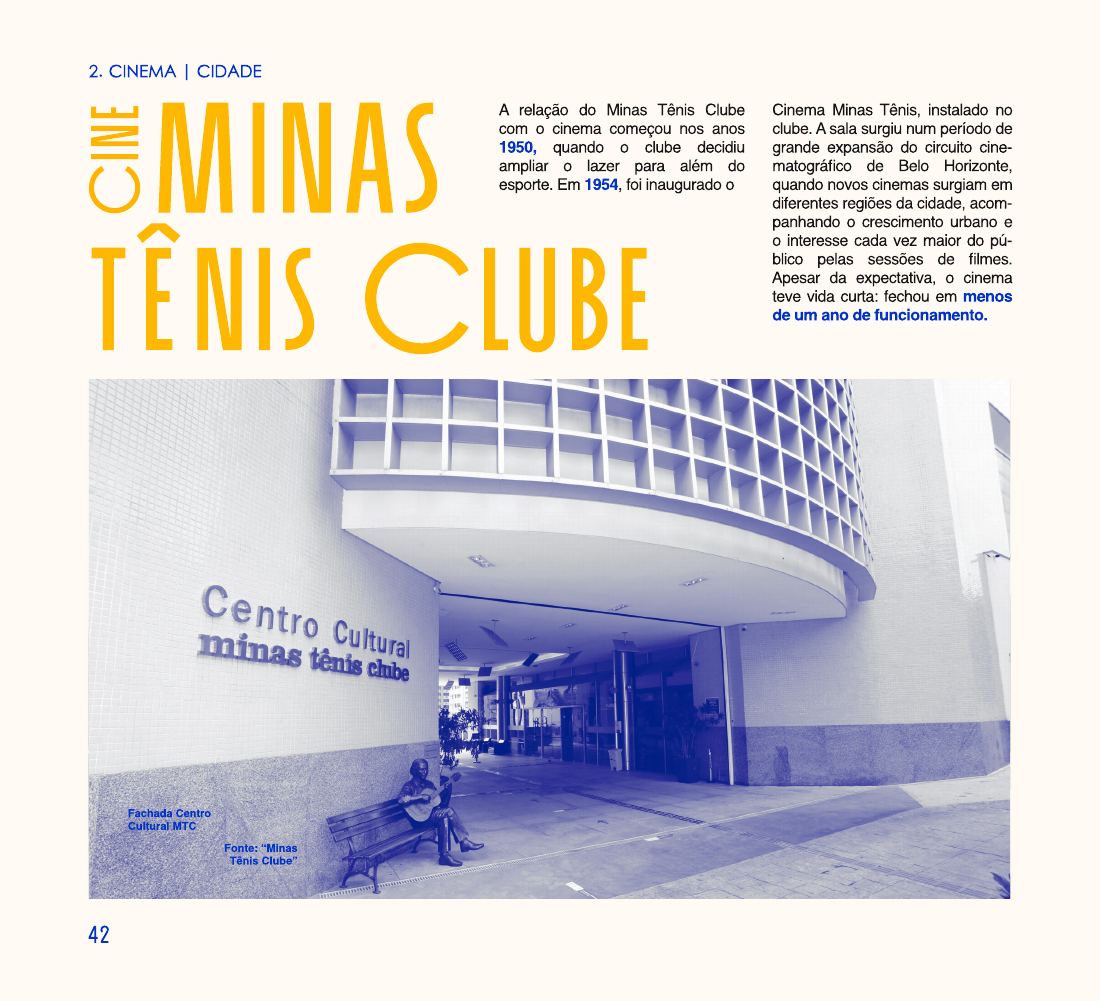 2. CINEMA | CIDADE
CINE MINAS
TÊNIS CLUBE
A relação do Minas Tênis Clube
com o cinema começou nos anos
1950, quando o clube decidiu
ampliar o lazer para além do
esporte. Em 1954, foi inaugurado o
Cinema Minas Tênis, instalado no
clube. A sala surgiu num período de
grande expansão do circuito cine-
matográfico de Belo Horizonte,
quando novos cinemas surgiam em
diferentes regiões da cidade, acom-
panhando o crescimento urbano e
o interesse cada vez maior do pú-
blico pelas sessões de filmes.
Apesar da expectativa, o cinema
teve vida curta: fechou em menos
de um ano de funcionamento.
Centro Cultural
minas tênis clube
Fachada Centro
Cultural MTC
Fonte: “Minas
Tênis Clube”
42